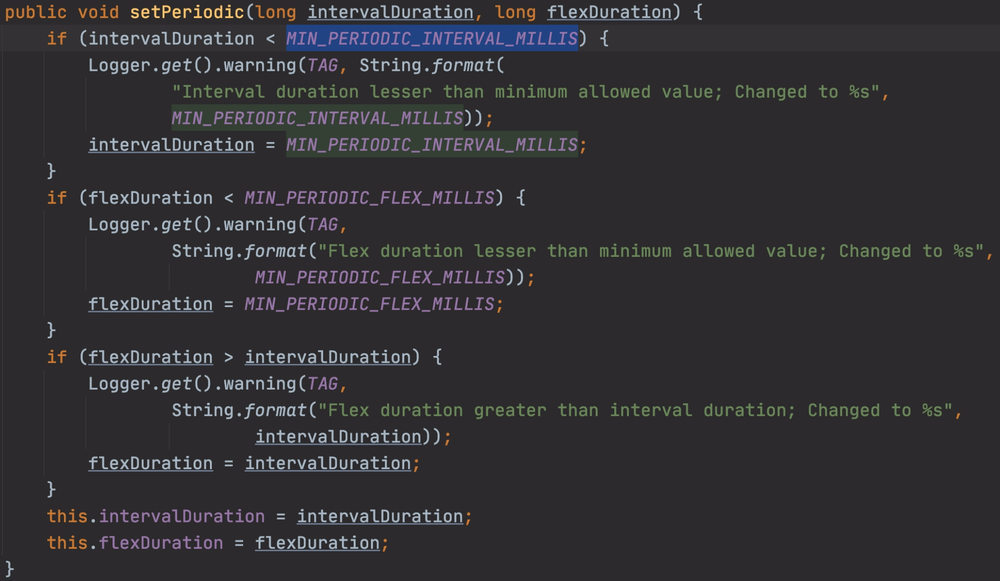 public void setPeriodic(long intervalDuration, long flexDuration) {
    if (intervalDuration < MIN_PERIODIC_INTERVAL_MILLIS) {
        Logger.get().warning(TAG, String.format(
                "Interval duration lesser than minimum allowed value; Changed to %s",
                MIN_PERIODIC_INTERVAL_MILLIS));
        intervalDuration = MIN_PERIODIC_INTERVAL_MILLIS;
    }
    if (flexDuration < MIN_PERIODIC_FLEX_MILLIS) {
        Logger.get().warning(TAG,
                String.format("Flex duration lesser than minimum allowed value; Changed to %s",
                        MIN_PERIODIC_FLEX_MILLIS));
        flexDuration = MIN_PERIODIC_FLEX_MILLIS;
    }
    if (flexDuration > intervalDuration) {
        Logger.get().warning(TAG,
                String.format("Flex duration greater than interval duration; Changed to %s",
                        intervalDuration));
        flexDuration = intervalDuration;
    }
    this.intervalDuration = intervalDuration;
    this.flexDuration = flexDuration;
}